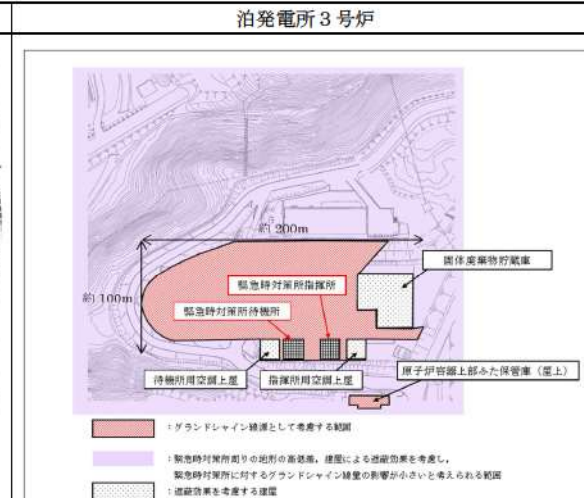 泊発電所3号炉
約200m
約100m
固体廃棄物貯蔵庫
緊急時対策所指揮所
緊急時対策所待機所
待機所用空調上屋
指揮所用空調上屋
原子炉容器上部ふた保管庫（屋上）
：グランドシャイン線源として考慮する範囲
：緊急時対策所周りの地形の高低差，建屋による遮蔽効果を考慮し，
緊急時対策所に対するグランドシャイン線量の影響が小さいと考えられる範囲
：遮蔽効果を考慮する建屋